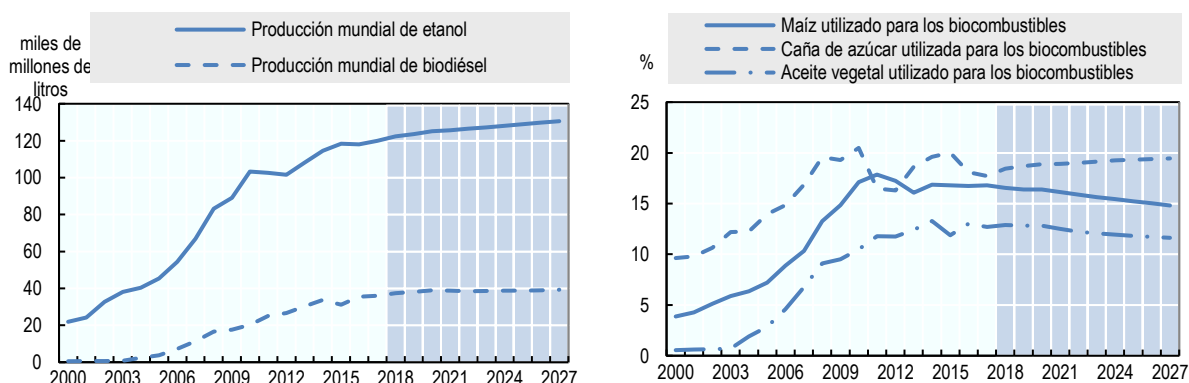 Producción mundial de etanol
Producción mundial de biodiésel
miles de
millones de
litros
140
120
100
80
60
40
20
0
2000 2003 2006 2009 2012 2015 2018 2021 2024 2027
Maíz utilizado para los biocombustibles
Caña de azúcar utilizada para los biocombustibles
Aceite vegetal utilizado para los biocombustibles
%
25
20
15
10
5
0
2000 2003 2006 2009 2012 2015 2018 2021 2024 2027